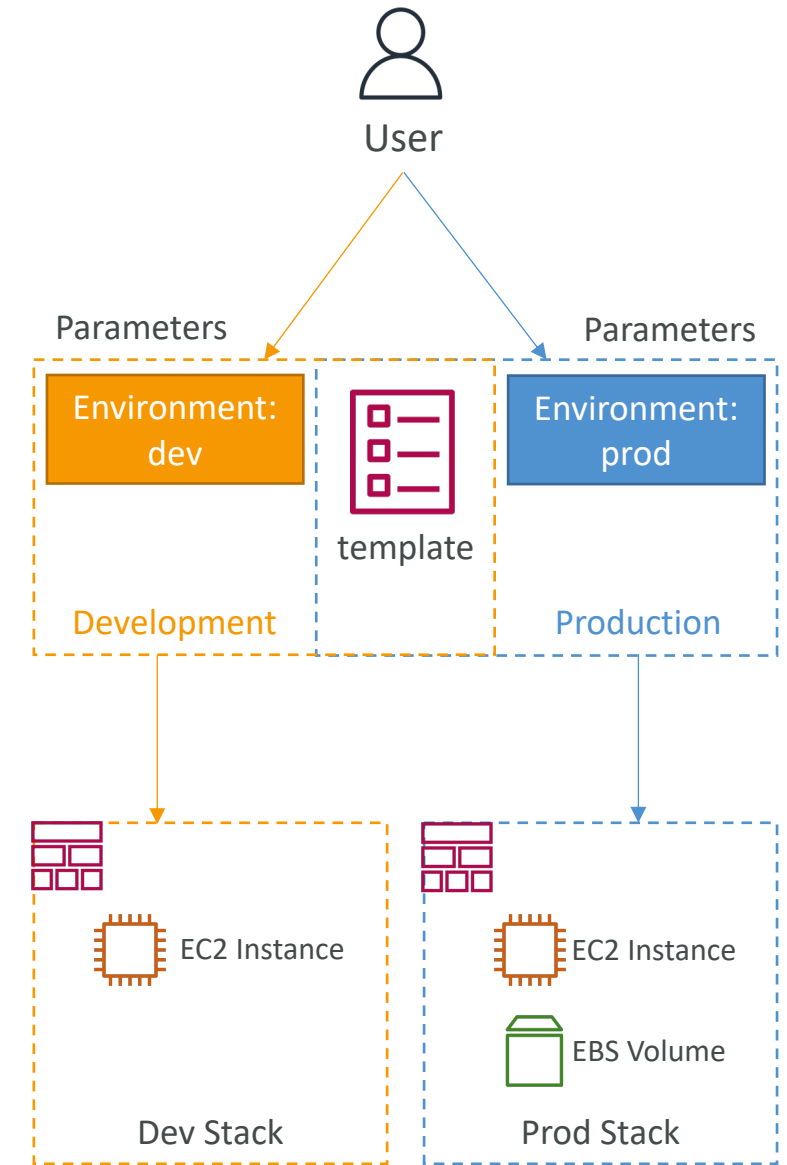 User
Parameters
Parameters
Environment:
dev
Environment:
prod
template
Development
Production
EC2 Instance
EC2 Instance
EBS Volume
Dev Stack
Prod Stack